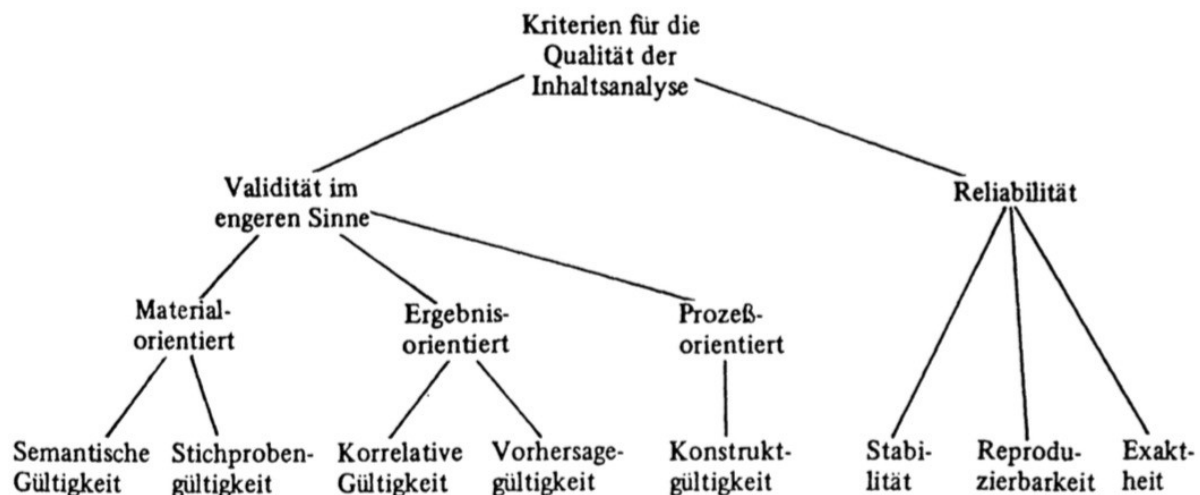 Kriterien für die
Qualität der
Inhaltsanalyse
Validität im
engeren Sinne
Reliabilität
Material-
orientiert
Ergebnis-
orientiert
Prozeß-
orientiert
Semantische
Gültigkeit
Stichproben-
gültigkeit
Korrelative
Gültigkeit
Vorhersage-
gültigkeit
Konstrukt-
gültigkeit
Stabi-
lität
Reprodu-
zierbarkeit
Exakt-
heit